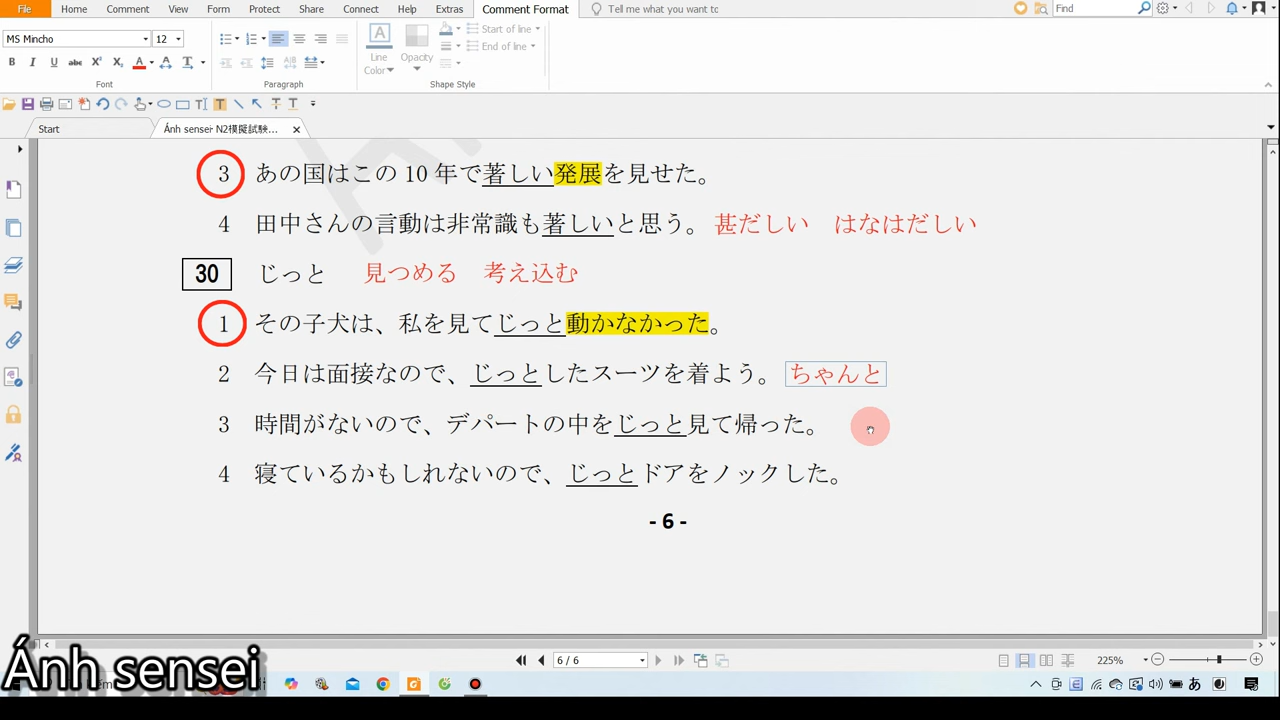 File Home Comment View Form Protect Share Connect Help Extras Comment Format Tell me what you want tc Find
MS Mincho 12 Line Color Opacity Start of line End of line
Font Paragraph Shape Style
Start Ánh sensei N2模擬試験...
3 あの国はこの 10 年で著しい発展を見せた。
4 田中さんの言動は非常識も著しいと思う。 甚だしい はなはだしい
30 じっと 見つめる 考え込む
1 その子犬は、私を見てじっと動かなかった。
2 今日は面接なので、じっとしたスーツを着よう。 ちゃんと
3 時間がないので、デパートの中をじっと見て帰った。
4 寝ているかもしれないので、じっとドアをノックした。
- 6 -
6 / 6 225%
Ánh sensei